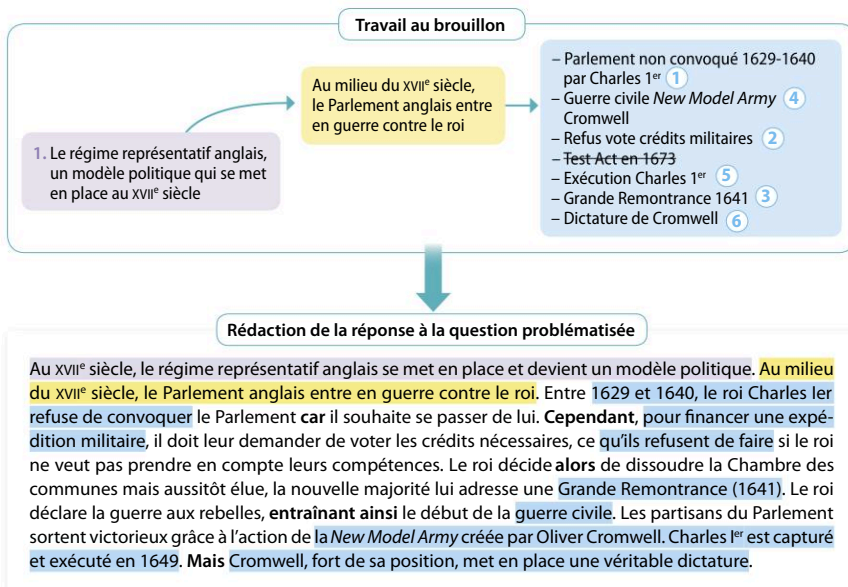 Travail au brouillon
1. Le régime représentatif anglais,
un modèle politique qui se met
en place au XVIIe siècle
Au milieu du XVIIe siècle,
le Parlement anglais entre
en guerre contre le roi
– Parlement non convoqué 1629-1640
par Charles 1er 1
– Guerre civile New Model Army 4
Cromwell
– Refus vote crédits militaires 2
– Test Act en 1673
– Exécution Charles 1er 5
– Grande Remontrance 1641 3
– Dictature de Cromwell 6
Rédaction de la réponse à la question problématisée
Au XVIIe siècle, le régime représentatif anglais se met en place et devient un modèle politique. Au milieu
du XVIIe siècle, le Parlement anglais entre en guerre contre le roi. Entre 1629 et 1640, le roi Charles Ier
refuse de convoquer le Parlement car il souhaite se passer de lui. Cependant, pour financer une expé-
dition militaire, il doit leur demander de voter les crédits nécessaires, ce qu'ils refusent de faire si le roi
ne veut pas prendre en compte leurs compétences. Le roi décide alors de dissoudre la Chambre des
communes mais aussitôt élue, la nouvelle majorité lui adresse une Grande Remontrance (1641). Le roi
déclare la guerre aux rebelles, entraînant ainsi le début de la guerre civile. Les partisans du Parlement
sortent victorieux grâce à l'action de la New Model Army créée par Oliver Cromwell. Charles Ier est capturé
et exécuté en 1649. Mais Cromwell, fort de sa position, met en place une véritable dictature.